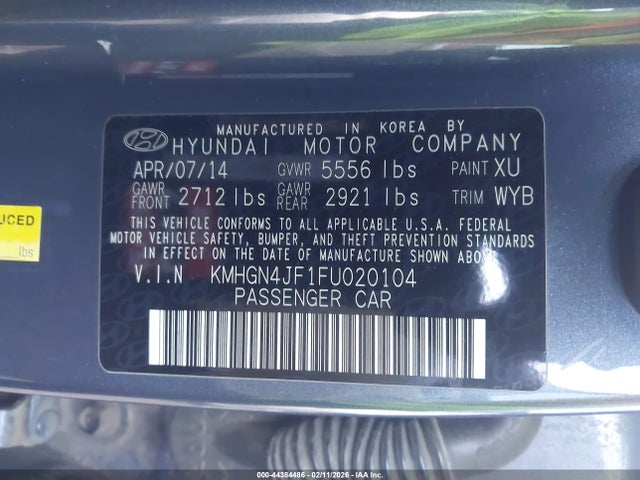 MANUFACTURED IN KOREA BY
HYUNDAI MOTOR COMPANY
APR/07/14 GVWR 5556 lbs PAINT XU
GAWR FRONT 2712 lbs GAWR REAR 2921 lbs TRIM WYB
THIS VEHICLE CONFORMS TO ALL APPLICABLE U.S.A. FEDERAL
MOTOR VEHICLE SAFETY, BUMPER, AND THEFT PREVENTION STANDARDS
IN EFFECT ON THE DATE OF MANUFACTURE SHOWN ABOVE
V.I.N KMHGN4JF1FU020104
PASSENGER CAR
UCED
lbs
000-44384486 - 02/11/2026 - IAA Inc.